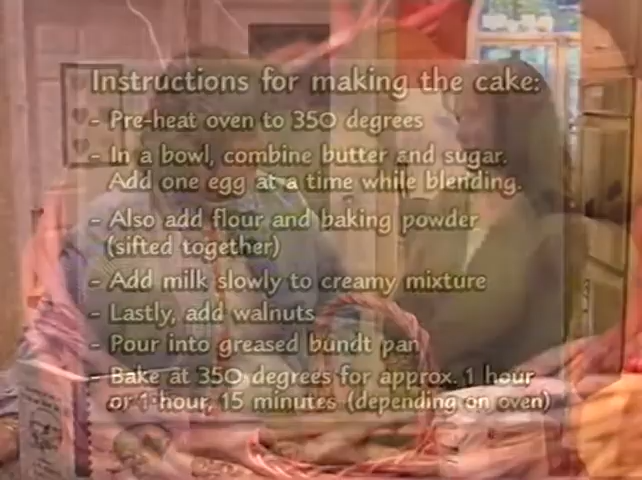 Instructions for making the cake:
- Pre-heat oven to 350 degrees
- In a bowl, combine butter and sugar.
Add one egg at a time while blending.
- Also add flour and baking powder
(sifted together)
- Add milk slowly to creamy mixture
- Lastly, add walnuts
- Pour into greased bundt pan
- Bake at 350 degrees for approx. 1 hour
or 1 hour, 15 minutes (depending on oven)